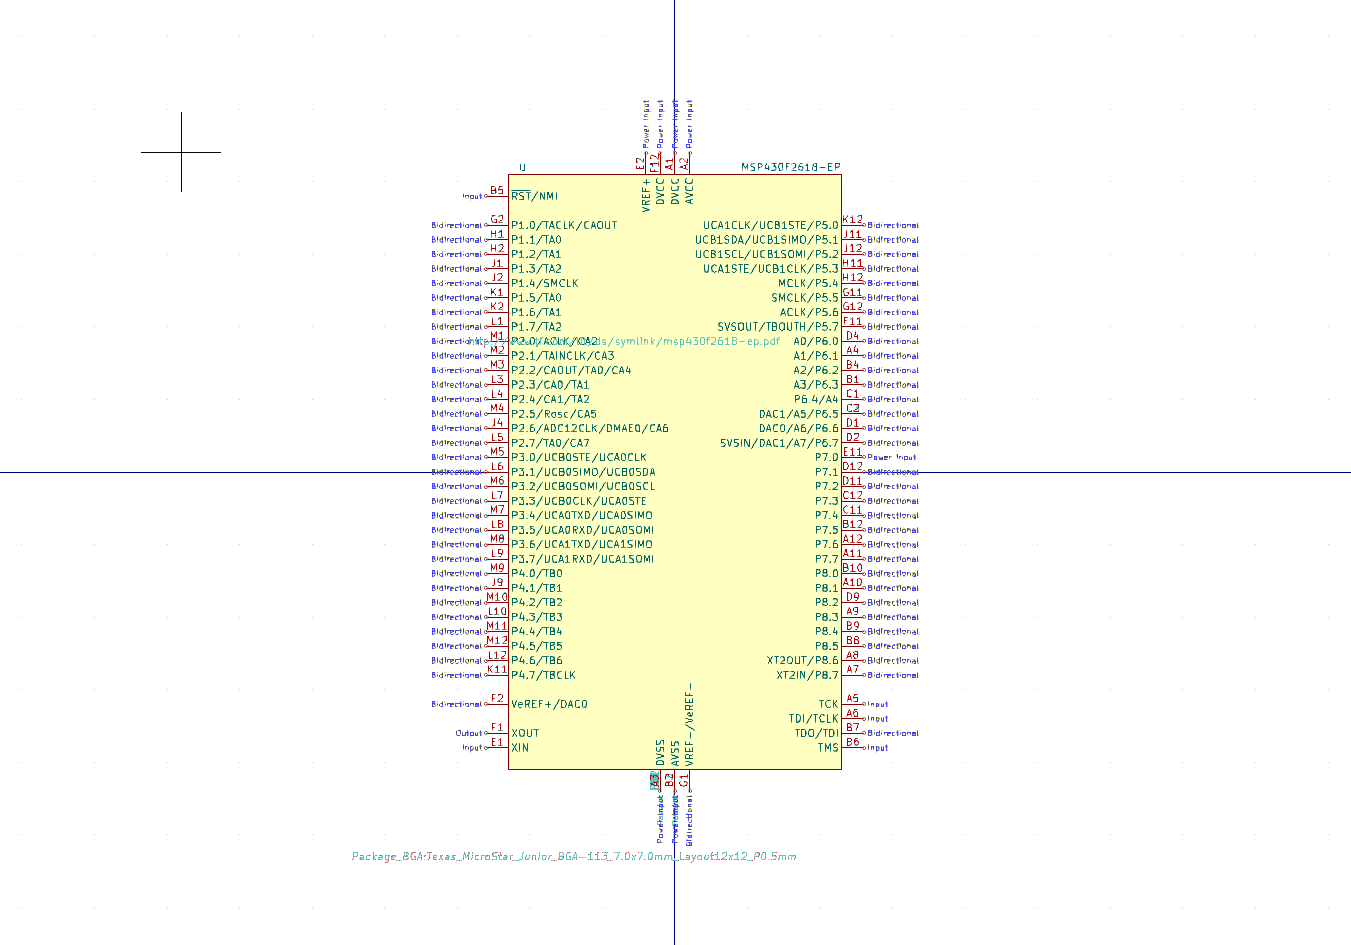 Power Input Power Input Power Input Power Input
E2 F12 A1 A2
U MSP430F2618-EP
VREF+ DVCC DVCC AVCC
Input B5 RST/NMI
Bidirectional G2 P1.0/TACLK/CAOUT UCA1CLK/UCB1STE/P5.0 K12 Bidirectional
Bidirectional H1 P1.1/TA0 UCB1SDA/UCB1SIMO/P5.1 J11 Bidirectional
Bidirectional H2 P1.2/TA1 UCB1SCL/UCB1SOMI/P5.2 J12 Bidirectional
Bidirectional J1 P1.3/TA2 UCA1STE/UCB1CLK/P5.3 H11 Bidirectional
Bidirectional J2 P1.4/SMCLK MCLK/P5.4 H12 Bidirectional
Bidirectional K1 P1.5/TA0 SMCLK/P5.5 G11 Bidirectional
Bidirectional K2 P1.6/TA1 ACLK/P5.6 G12 Bidirectional
Bidirectional L1 P1.7/TA2 SVSOUT/TBOUTH/P5.7 F11 Bidirectional
Bidirectional M1 P2.0/ACLK/CA2 /symlink/msp430f2618-ep.pdf A0/P6.0 D4 Bidirectional
Bidirectional M2 P2.1/TAINCLK/CA3 A1/P6.1 A4 Bidirectional
Bidirectional M3 P2.2/CAOUT/TA0/CA4 A2/P6.2 B4 Bidirectional
Bidirectional L3 P2.3/CA0/TA1 A3/P6.3 B1 Bidirectional
Bidirectional L4 P2.4/CA1/TA2 P6.4/A4 C1 Bidirectional
Bidirectional M4 P2.5/Rosc/CA5 DAC1/A5/P6.5 C2 Bidirectional
Bidirectional J4 P2.6/ADC12CLK/DMAE0/CA6 DAC0/A6/P6.6 D1 Bidirectional
Bidirectional L5 P2.7/TA0/CA7 SVSIN/DAC1/A7/P6.7 D2 Bidirectional
Bidirectional M5 P3.0/UCB0STE/UCA0CLK P7.0 E11 Power Input
Bidirectional L6 P3.1/UCB0SIMO/UCB0SDA P7.1 D12 Bidirectional
Bidirectional M6 P3.2/UCB0SOMI/UCB0SCL P7.2 D11 Bidirectional
Bidirectional L7 P3.3/UCB0CLK/UCA0STE P7.3 C12 Bidirectional
Bidirectional M7 P3.4/UCA0TXD/UCA0SIMO P7.4 C11 Bidirectional
Bidirectional L8 P3.5/UCA0RXD/UCA0SOMI P7.5 B12 Bidirectional
Bidirectional M8 P3.6/UCA1TXD/UCA1SIMO P7.6 A12 Bidirectional
Bidirectional L9 P3.7/UCA1RXD/UCA1SOMI P7.7 A11 Bidirectional
Bidirectional M9 P4.0/TB0 P8.0 B10 Bidirectional
Bidirectional J9 P4.1/TB1 P8.1 A10 Bidirectional
Bidirectional M10 P4.2/TB2 P8.2 D9 Bidirectional
Bidirectional L10 P4.3/TB3 P8.3 A9 Bidirectional
Bidirectional M11 P4.4/TB4 P8.4 B9 Bidirectional
Bidirectional M12 P4.5/TB5 P8.5 B8 Bidirectional
Bidirectional L12 P4.6/TB6 XT2OUT/P8.6 A8 Bidirectional
Bidirectional K11 P4.7/TBCLK XT2IN/P8.7 A7 Bidirectional
Bidirectional F2 VeREF+/DAC0 TCK A5 Input
TDI/TCLK A6 Input
Output F1 XOUT TDO/TDI B7 Bidirectional
Input E1 XIN TMS B6 Input
DVSS AVSS VREF-/VeREF-
A3 G1
Bidirectional
Package_BGA:Texas_MicroStar_Junior_BGA-113_7.0x7.0mm_Layout12x12_P0.5mm